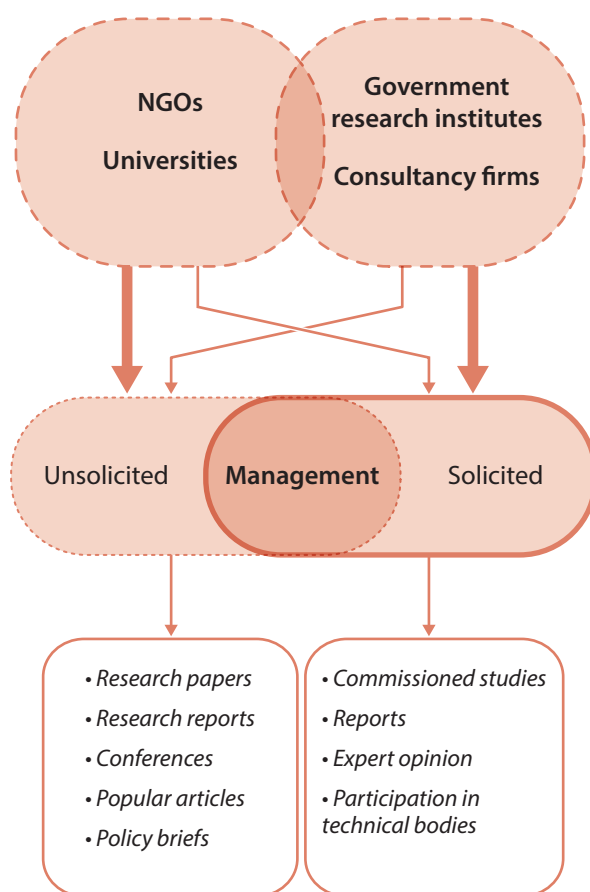 NGOs
Universities
Government
research institutes
Consultancy firms
Unsolicited
Management
Solicited
• Research papers
• Research reports
• Conferences
• Popular articles
• Policy briefs
• Commissioned studies
• Reports
• Expert opinion
• Participation in
technical bodies